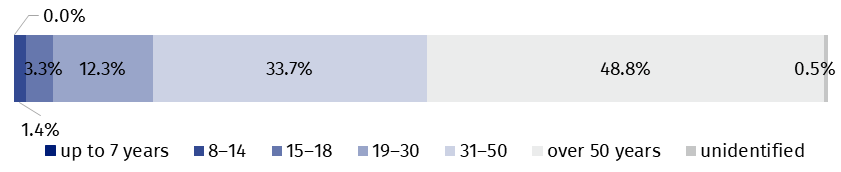 0.0%
3.3% 12.3% 33.7% 48.8% 0.5%
1.4%
up to 7 years 8–14 15–18 19–30 31–50 over 50 years unidentified